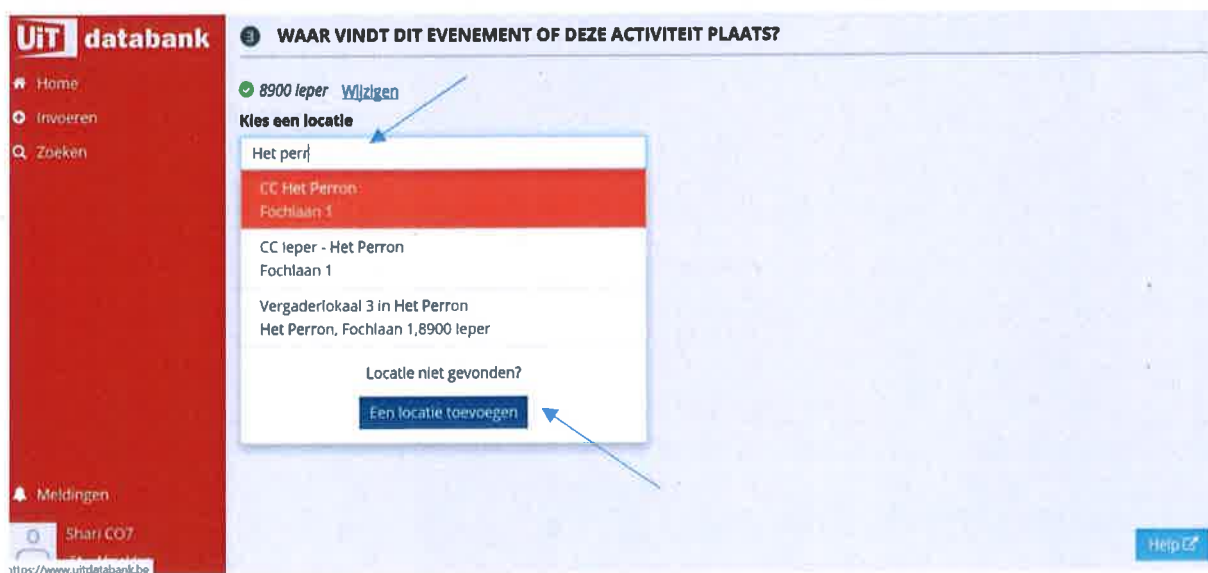 UiT databank
Home
Invoeren
Zoeken
Meldingen
Shari CO7
https://www.uitdatabank.be
3 WAAR VINDT DIT EVENEMENT OF DEZE ACTIVITEIT PLAATS?
8900 Ieper Wijzigen
Kies een locatie
Het perr
CC Het Perron
Fochlaan 1
CC Ieper - Het Perron
Fochlaan 1
Vergaderlokaal 3 in Het Perron
Het Perron, Fochlaan 1,8900 Ieper
Locatie niet gevonden?
Een locatie toevoegen
Help